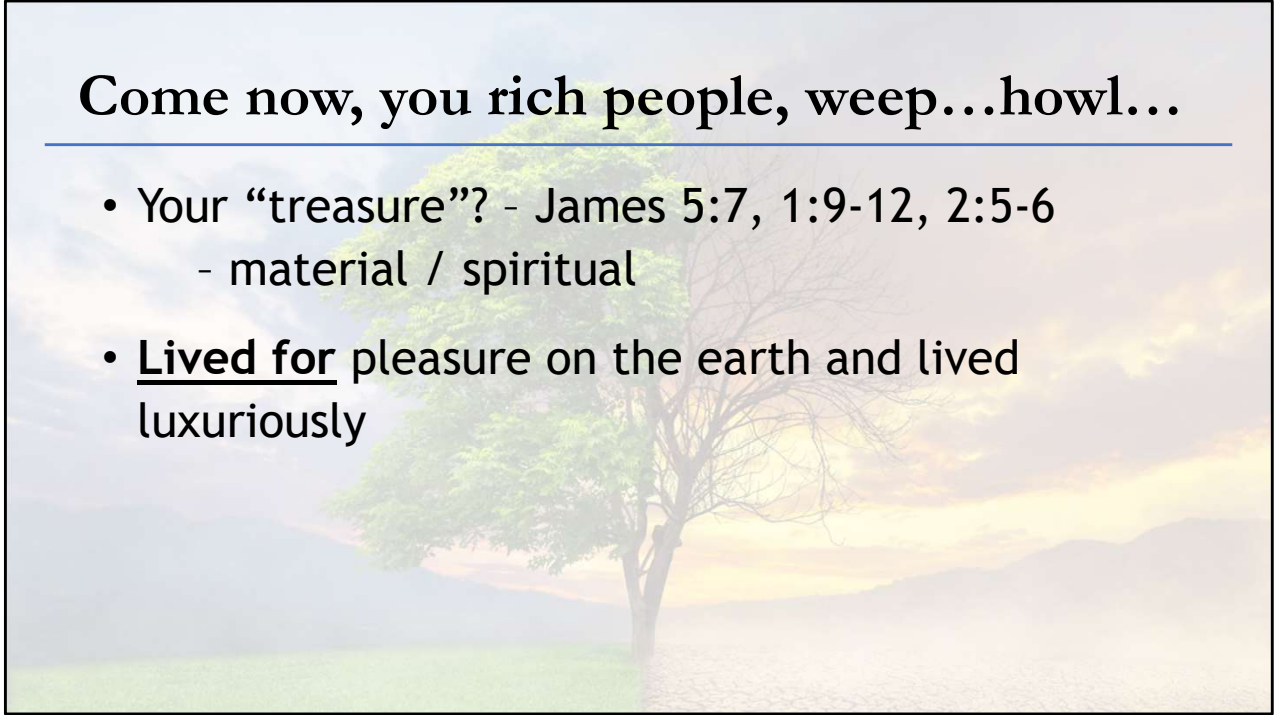 Come now, you rich people, weep…howl…
• Your “treasure”? – James 5:7, 1:9-12, 2:5-6
– material / spiritual
• Lived for pleasure on the earth and lived
luxuriously